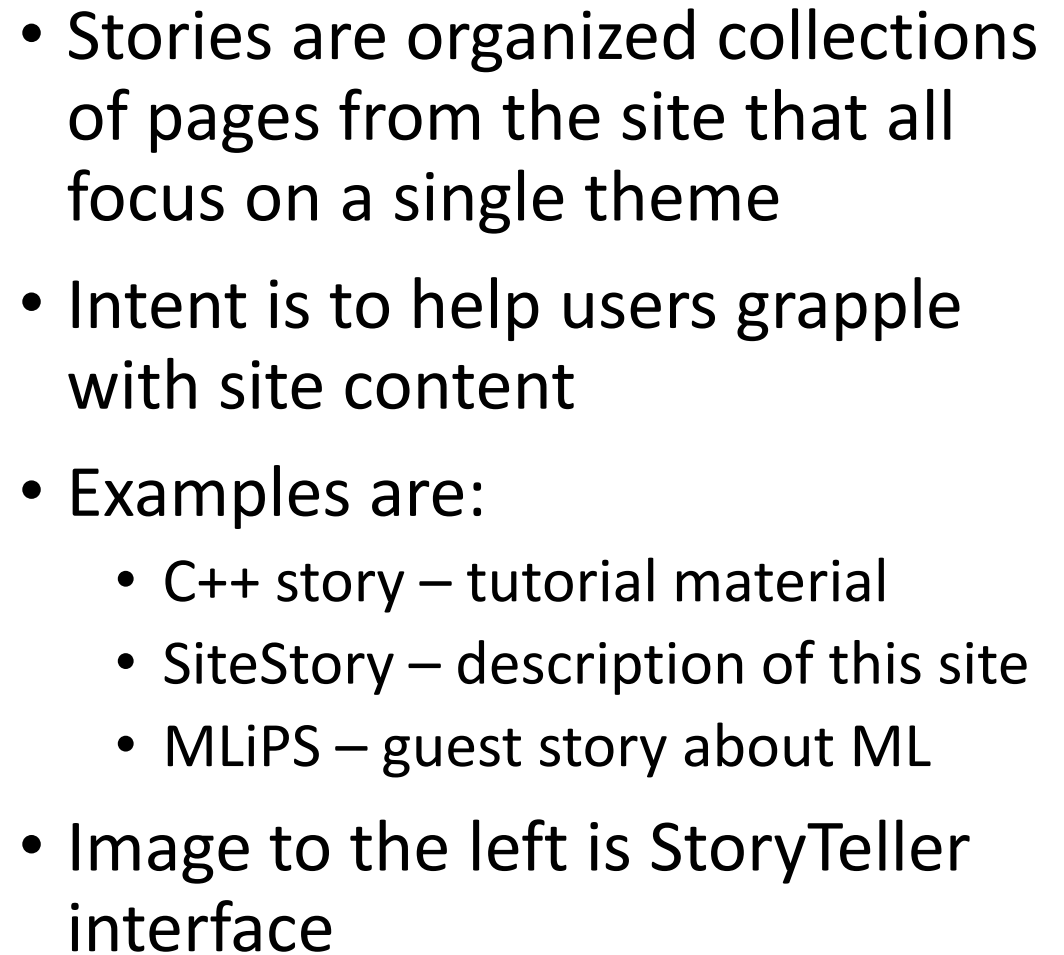 • Stories are organized collections
of pages from the site that all
focus on a single theme
• Intent is to help users grapple
with site content
• Examples are:
• C++ story – tutorial material
• SiteStory – description of this site
• MLiPS – guest story about ML
• Image to the left is StoryTeller
interface